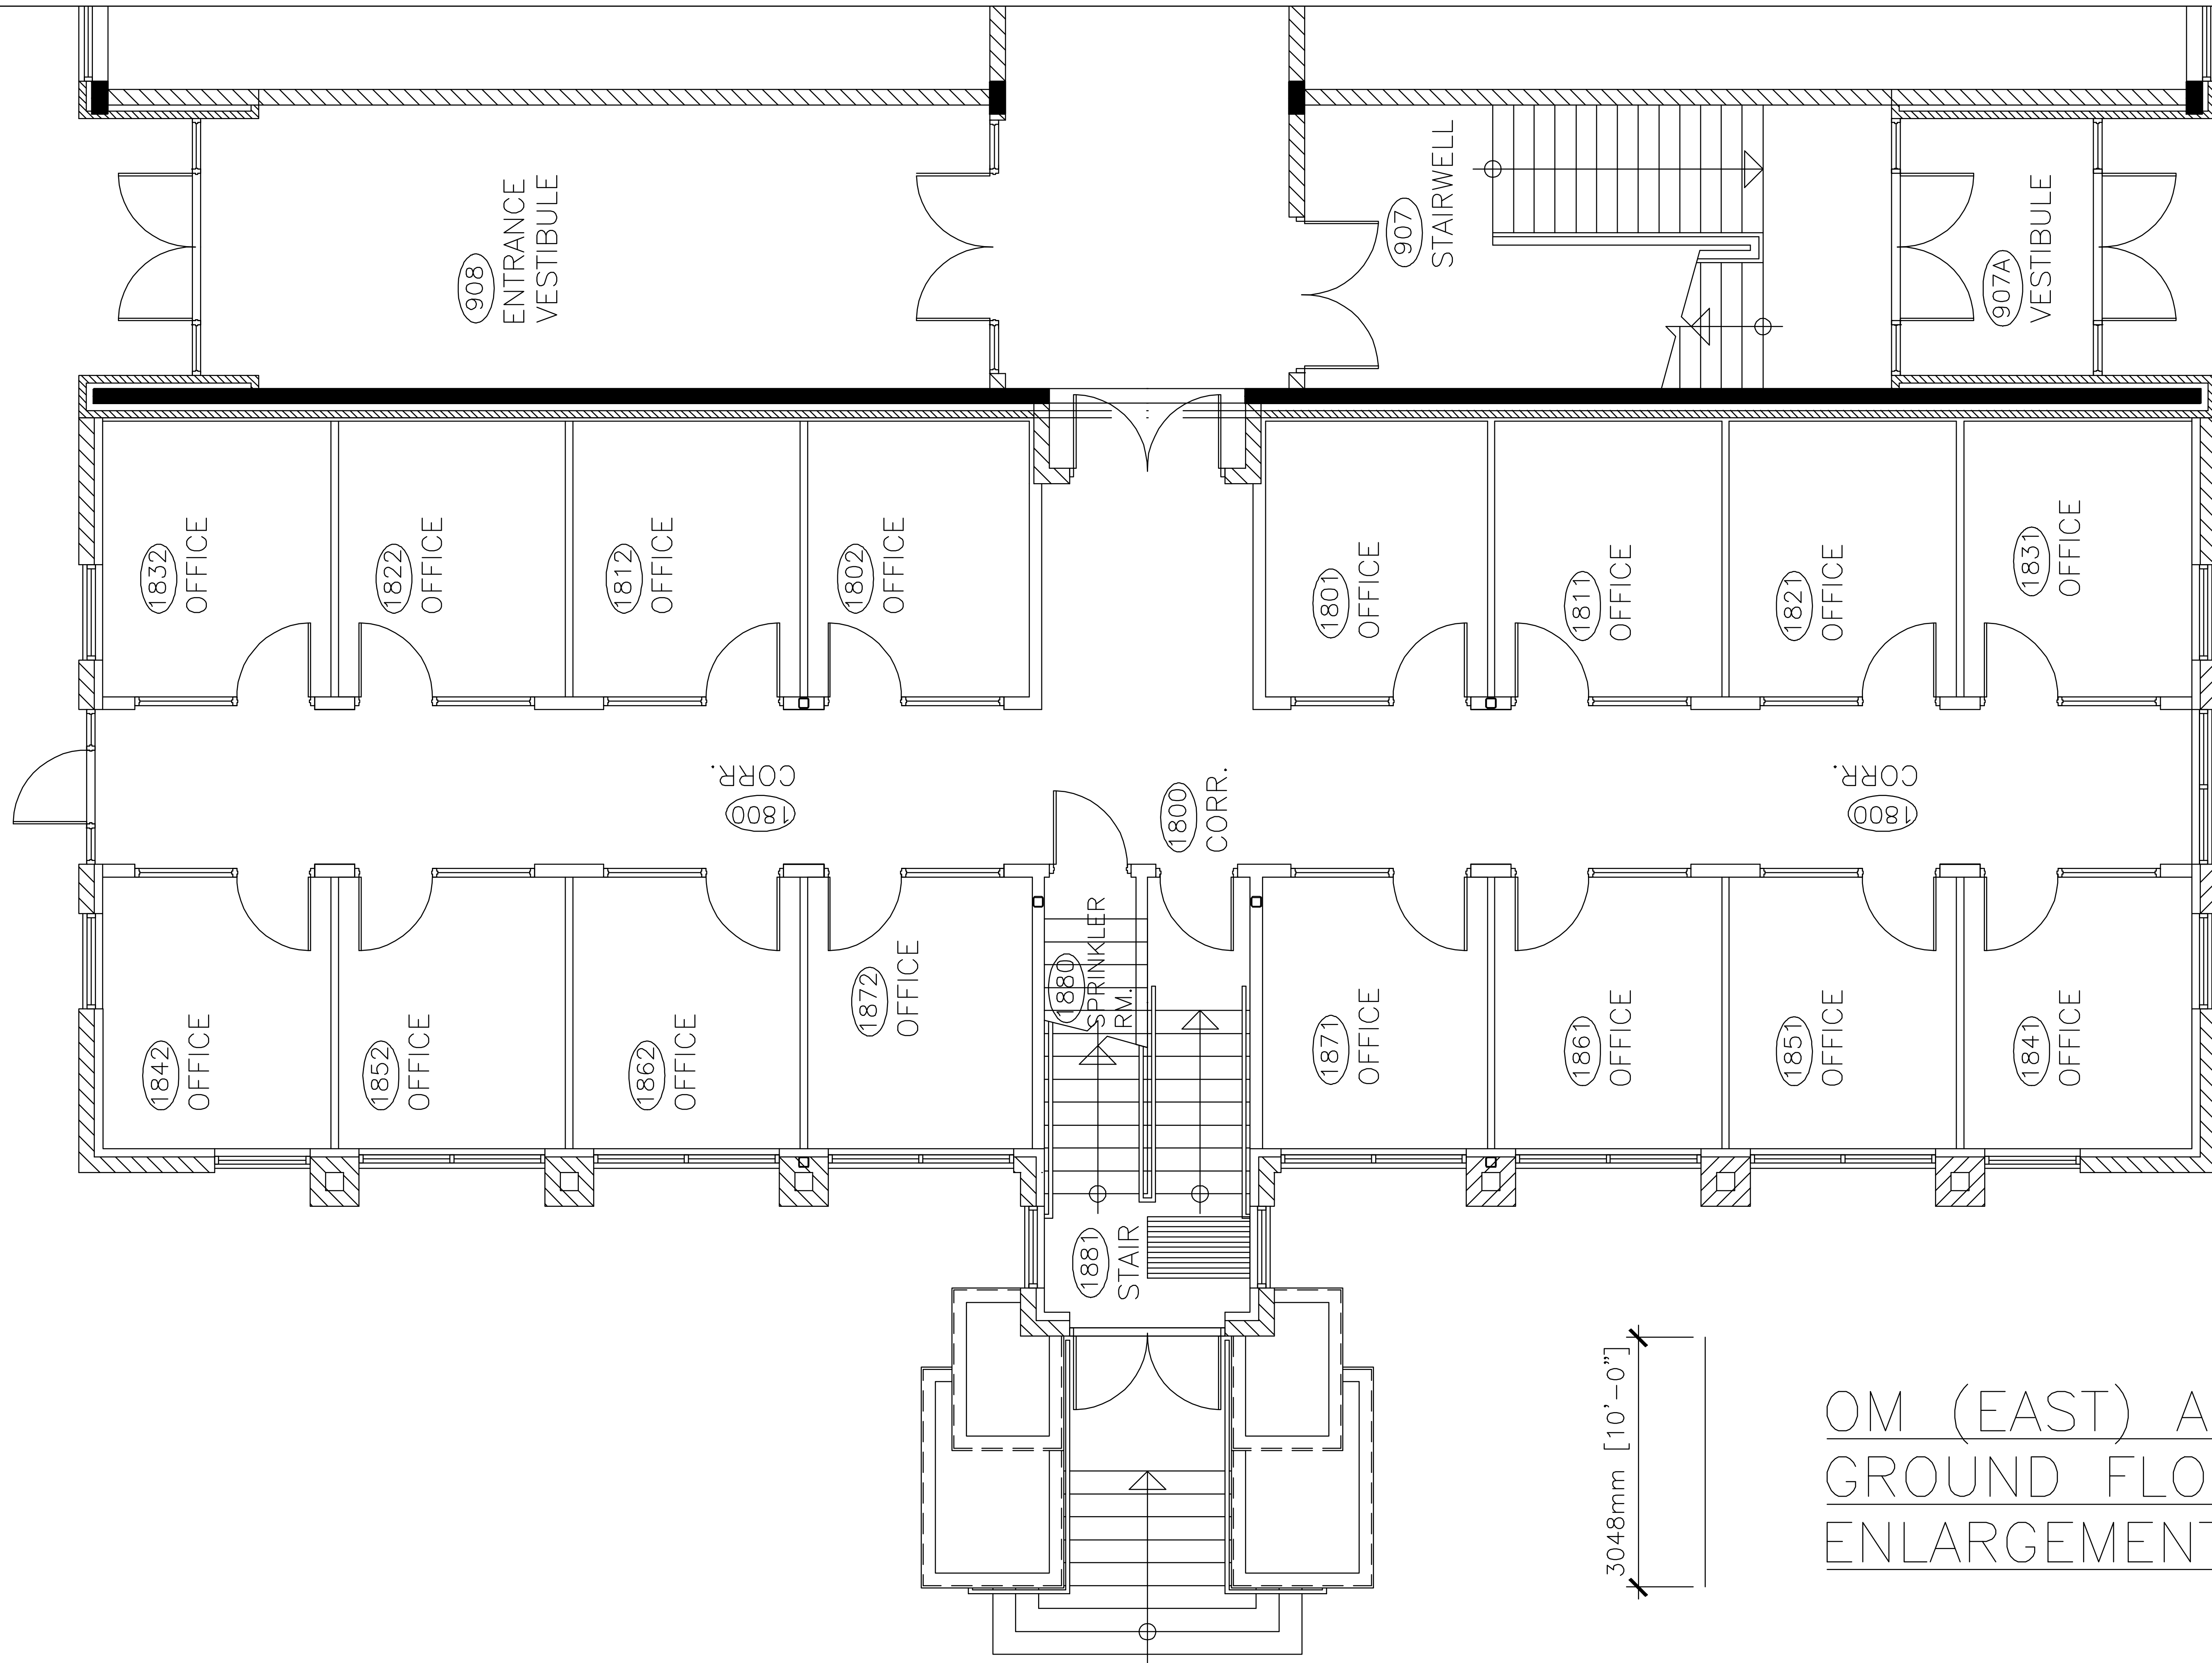 908
ENTRANCE
VESTIBULE
907
STAIRWELL
907A
VESTIBULE
1832
OFFICE
1822
OFFICE
1812
OFFICE
1802
OFFICE
1801
OFFICE
1811
OFFICE
1821
OFFICE
1831
OFFICE
1800
CORR.
1800
CORR.
1800
CORR.
1842
OFFICE
1852
OFFICE
1862
OFFICE
1872
OFFICE
1880
SPRINKLER
RM.
1871
OFFICE
1861
OFFICE
1851
OFFICE
1841
OFFICE
1881
STAIR
3048mm [10'-0"]
OM (EAST) A
GROUND FLO
ENLARGEMENT